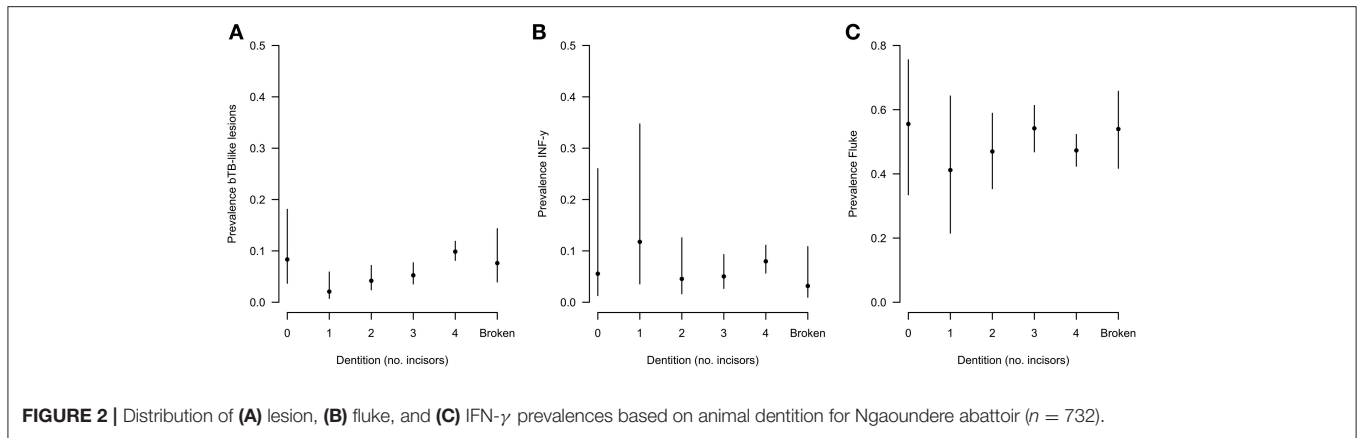 A
Prevalence bTB-like lesions
0.5
0.4
0.3
0.2
0.1
0.0
0 1 2 3 4 Broken
Dentition (no. incisors)
B
Prevalence INF-y
0.5
0.4
0.3
0.2
0.1
0.0
0 1 2 3 4 Broken
Dentition (no. incisors)
C
Prevalence Fluke
0.8
0.6
0.4
0.2
0.0
0 1 2 3 4 Broken
Dentition (no. incisors)
FIGURE 2 | Distribution of (A) lesion, (B) fluke, and (C) IFN-γ prevalences based on animal dentition for Ngaoundere abattoir (n = 732).